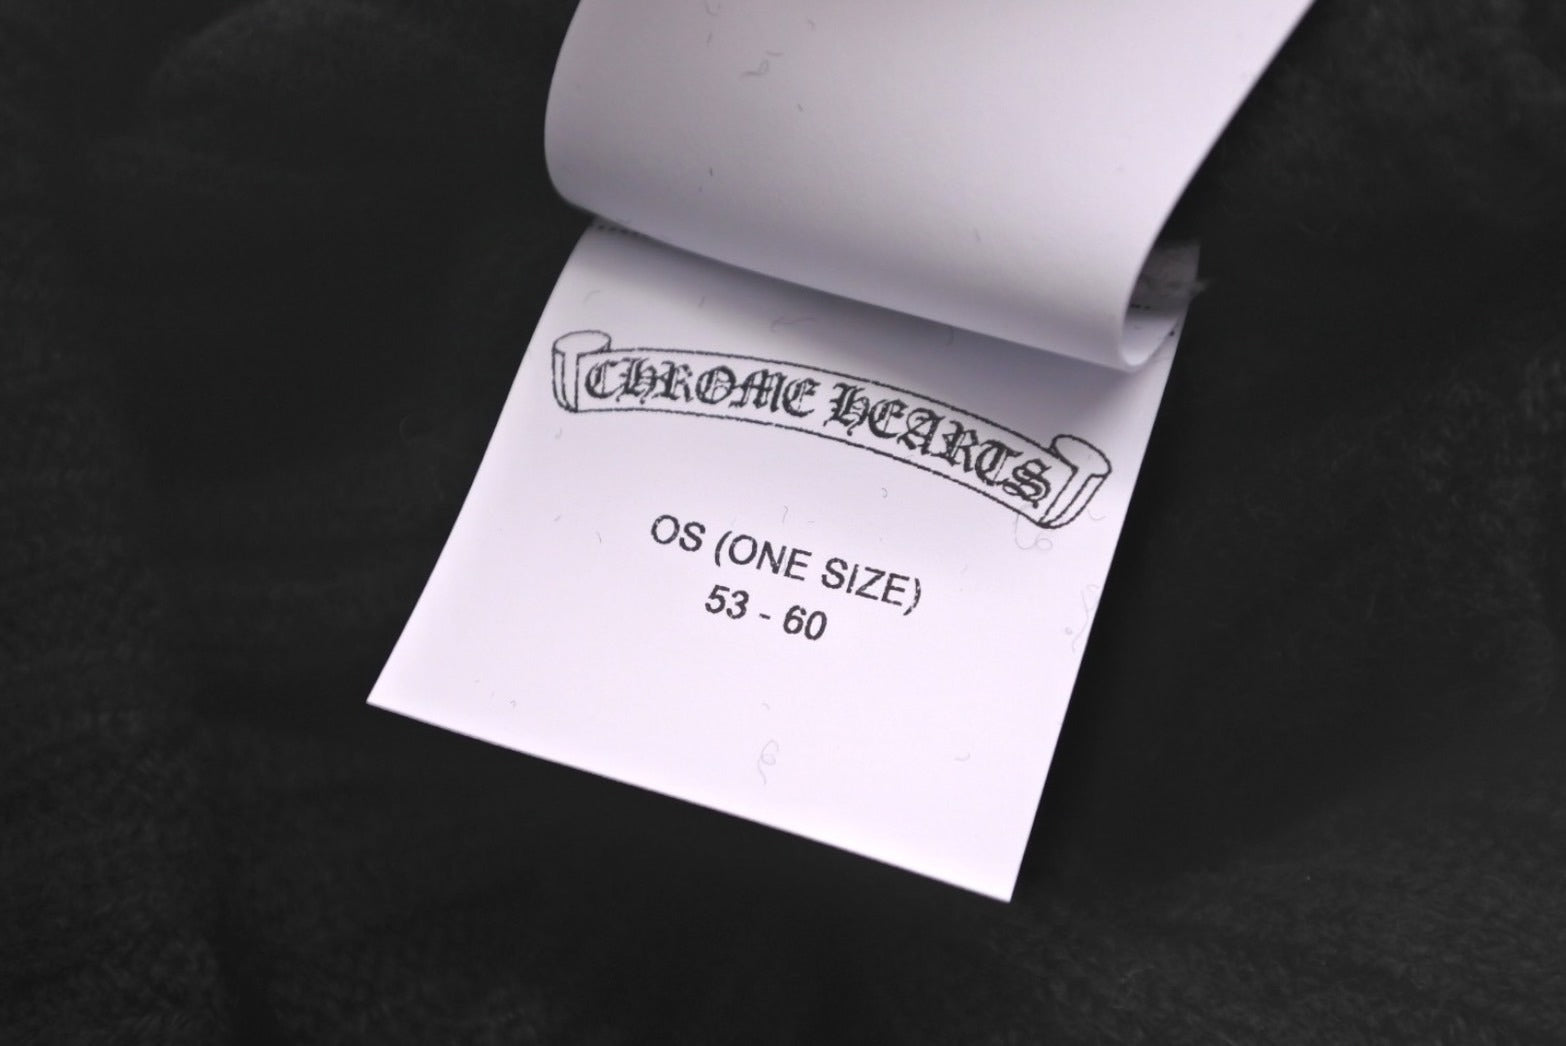 CHROME HEARTS
OS (ONE SIZE)
53 - 60